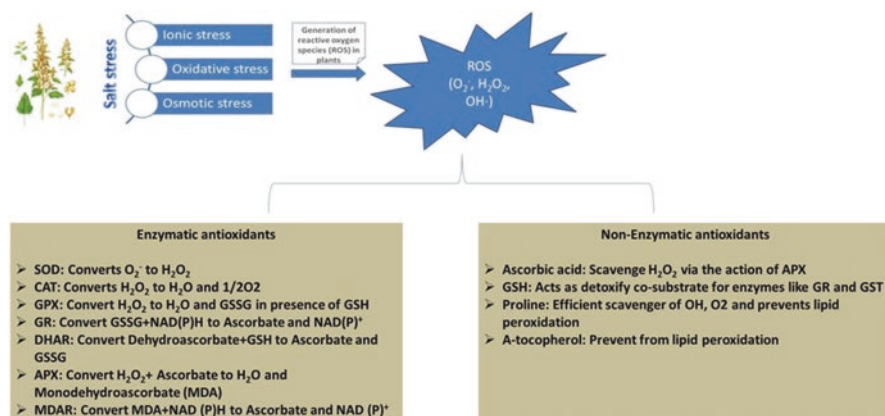 Salt stress
Ionic stress
Oxidative stress
Osmotic stress
Generation of
reactive oxygen
species (ROS) in
plants
ROS
(O₂⁻, H₂O₂,
OH·)
Enzymatic antioxidants
➤ SOD: Converts O₂⁻ to H₂O₂
➤ CAT: Converts H₂O₂ to H₂O and 1/2O2
➤ GPX: Convert H₂O₂ to H₂O and GSSG in presence of GSH
➤ GR: Convert GSSG+NAD(P)H to Ascorbate and NAD(P)⁺
➤ DHAR: Convert Dehydroascorbate+GSH to Ascorbate and
GSSG
➤ APX: Convert H₂O₂+ Ascorbate to H₂O and
Monodehydroascorbate (MDA)
➤ MDAR: Convert MDA+NAD (P)H to Ascorbate and NAD (P)⁺
Non-Enzymatic antioxidants
➤ Ascorbic acid: Scavenge H₂O₂ via the action of APX
➤ GSH: Acts as detoxify co-substrate for enzymes like GR and GST
➤ Proline: Efficient scavenger of OH, O2 and prevents lipid
peroxidation
➤ A-tocopherol: Prevent from lipid peroxidation